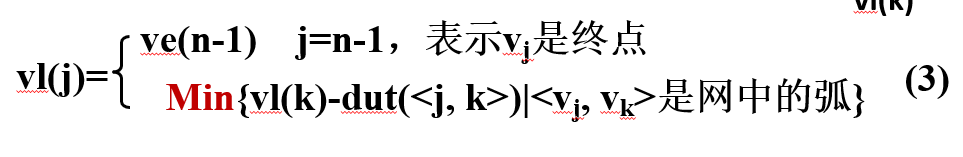 vl(k)
ve(n-1) j=n-1，表示vj是终点
vl(j)={
Min{vl(k)-dut(<j, k>)|<vj, vk>是网中的弧} (3)